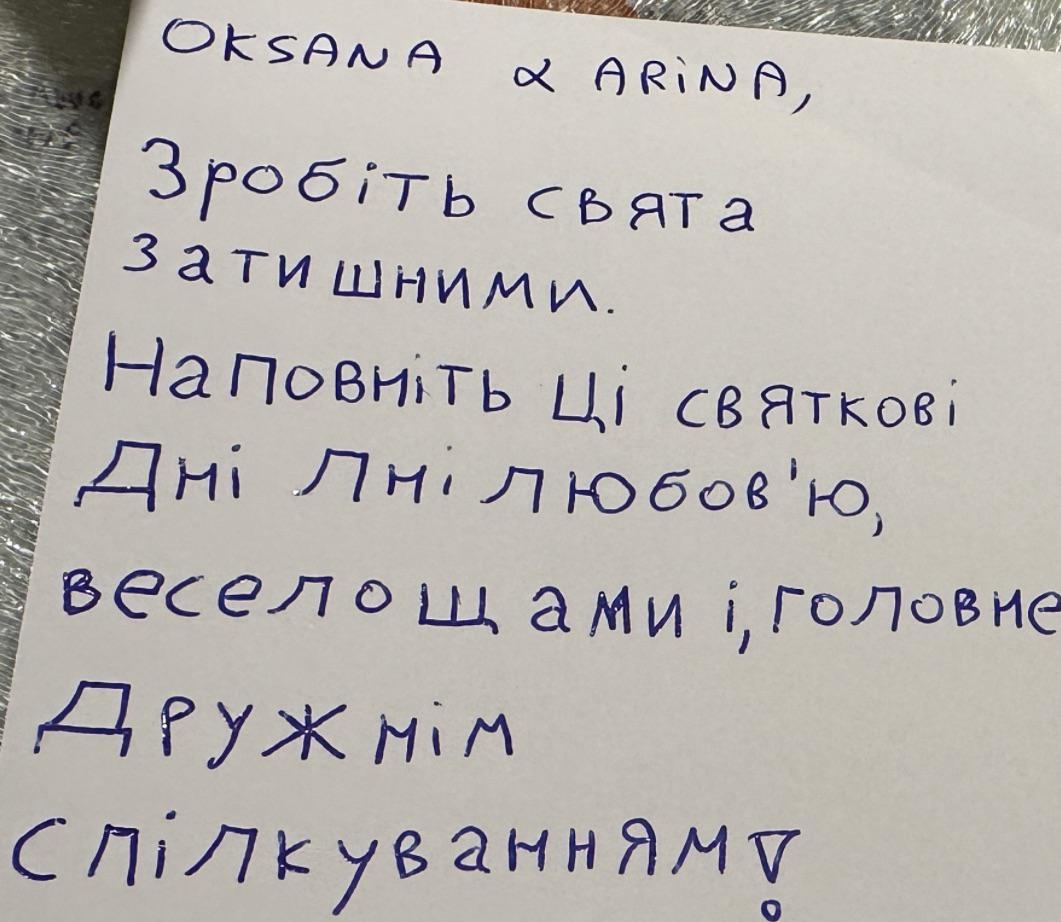 OKSANA & ARINA,
Зробіть свята
затишними.
Наповніть ці святкові
Дні Лні любов'ю,
веселощами і, головне
Дружнім
спілкуванням!